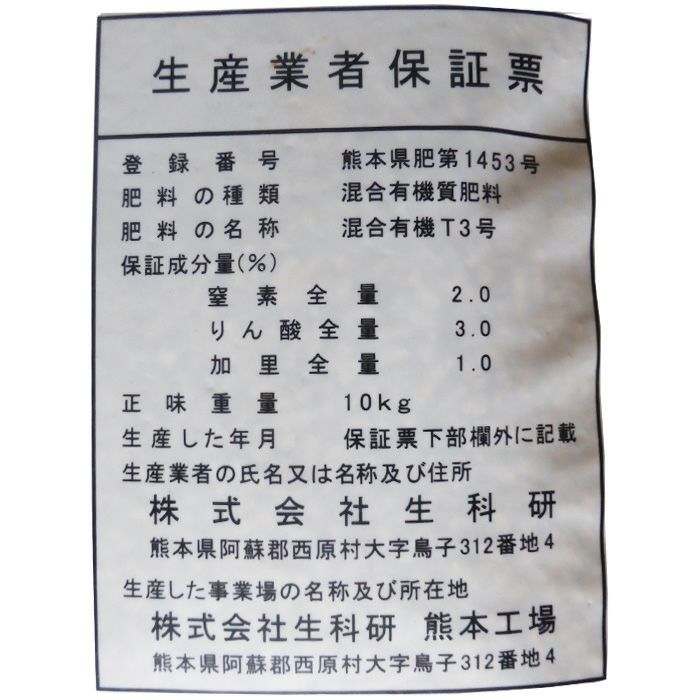 生産業者保証票
登録番号 熊本県肥第1453号
肥料の種類 混合有機質肥料
肥料の名称 混合有機T3号
保証成分量(%)
窒素全量 2.0
りん酸全量 3.0
加里全量 1.0
正味重量 10kg
生産した年月 保証票下部欄外に記載
生産業者の氏名又は名称及び住所
株式会社生科研
熊本県阿蘇郡西原村大字鳥子312番地4
生産した事業場の名称及び所在地
株式会社生科研 熊本工場
熊本県阿蘇郡西原村大字鳥子312番地4